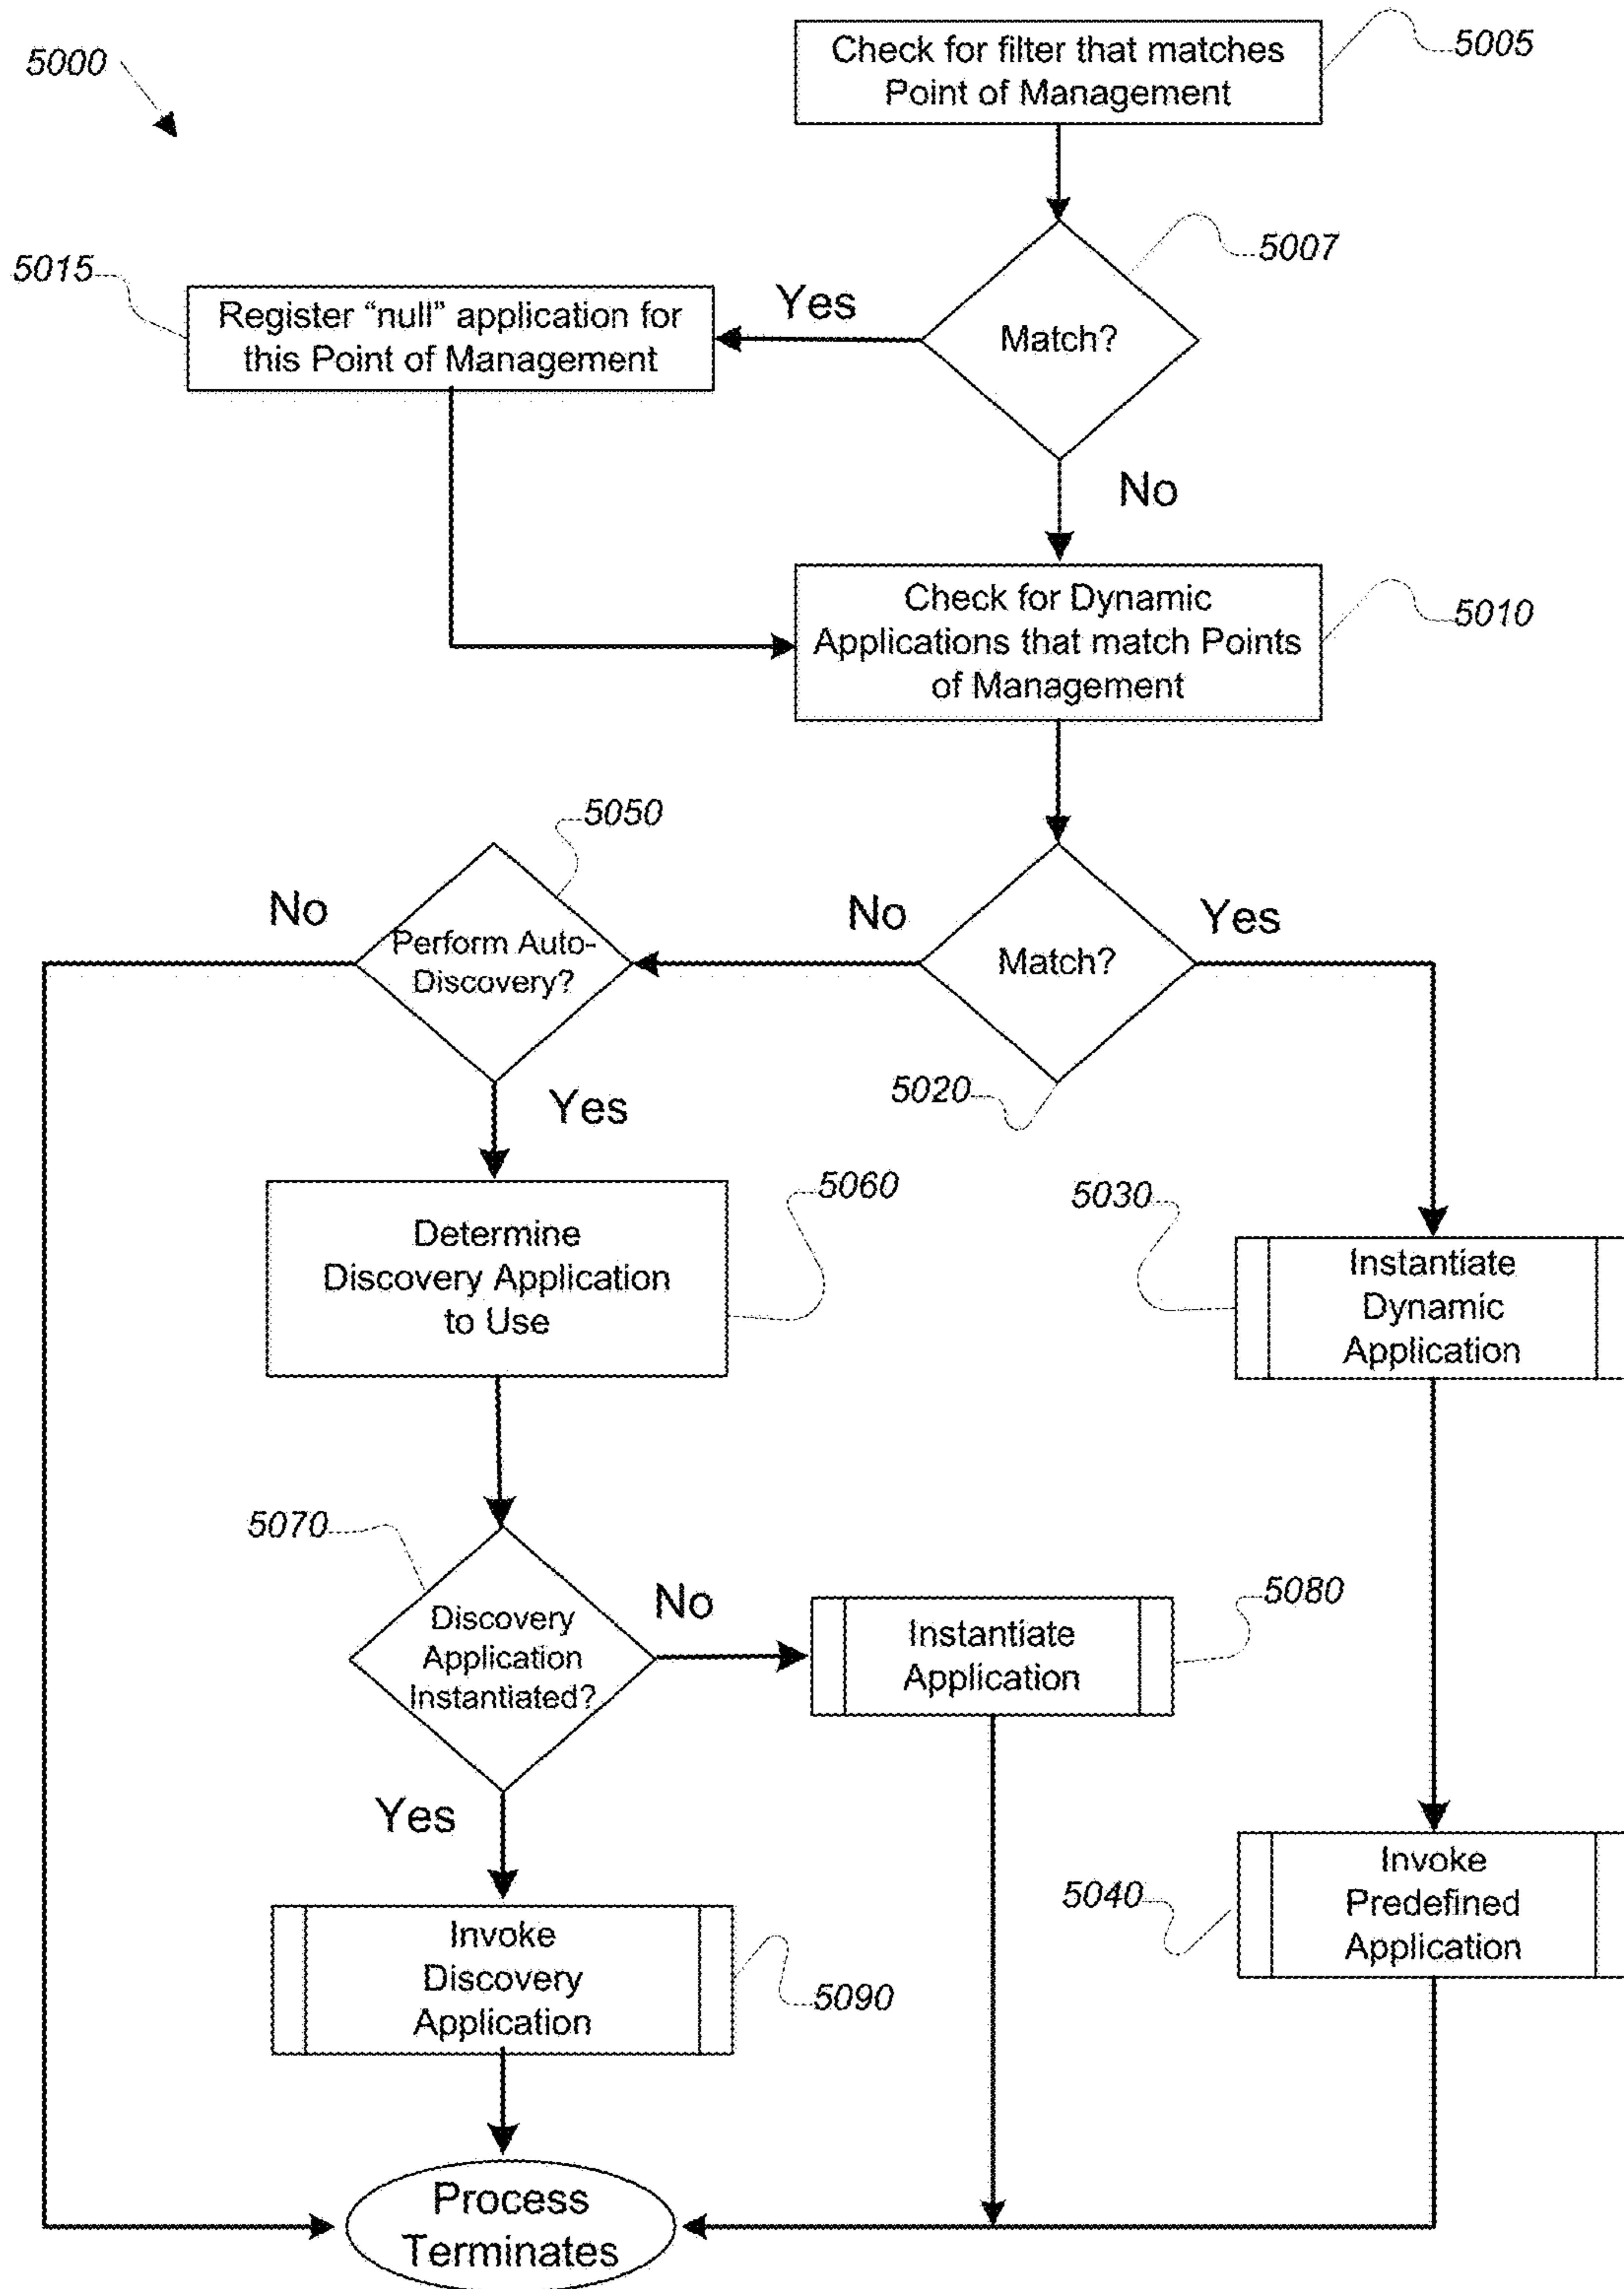 5000
Check for filter that matches
Point of Management
5005
5007
Match?
Yes
5015
Register “null” application for
this Point of Management
No
Check for Dynamic
Applications that match Points
of Management
5010
5050
No
Perform Auto-
Discovery?
No
Match?
Yes
5020
Yes
Determine
Discovery Application
to Use
5060
5030
Instantiate
Dynamic
Application
5070
Discovery
Application
Instantiated?
No
Instantiate
Application
5080
Yes
Invoke
Discovery
Application
5090
5040
Invoke
Predefined
Application
Process
Terminates